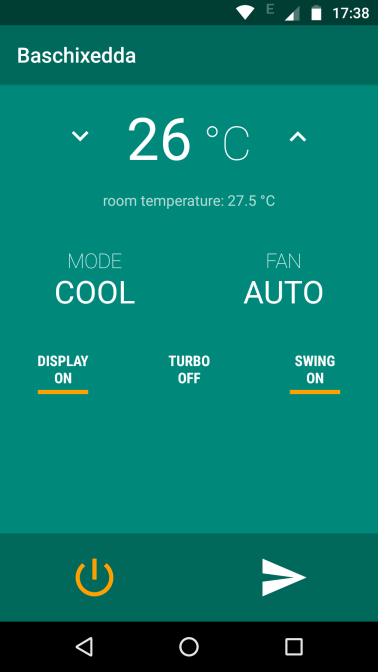 E 17:38
Baschixedda
26 °C
room temperature: 27.5 °C
MODE FAN
COOL AUTO
DISPLAY TURBO SWING
ON OFF ON